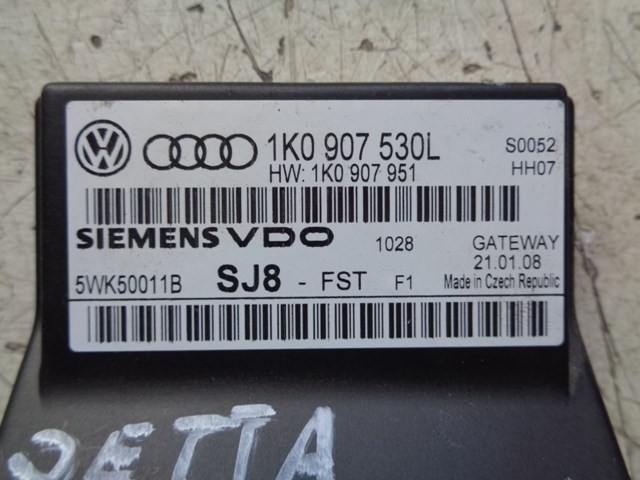 1K0 907 530L S0052
HW: 1K0 907 951 HH07
SIEMENS VDO 1028 GATEWAY
21.01.08
5WK50011B SJ8 - FST F1 Made in Czech Republic
JETTA